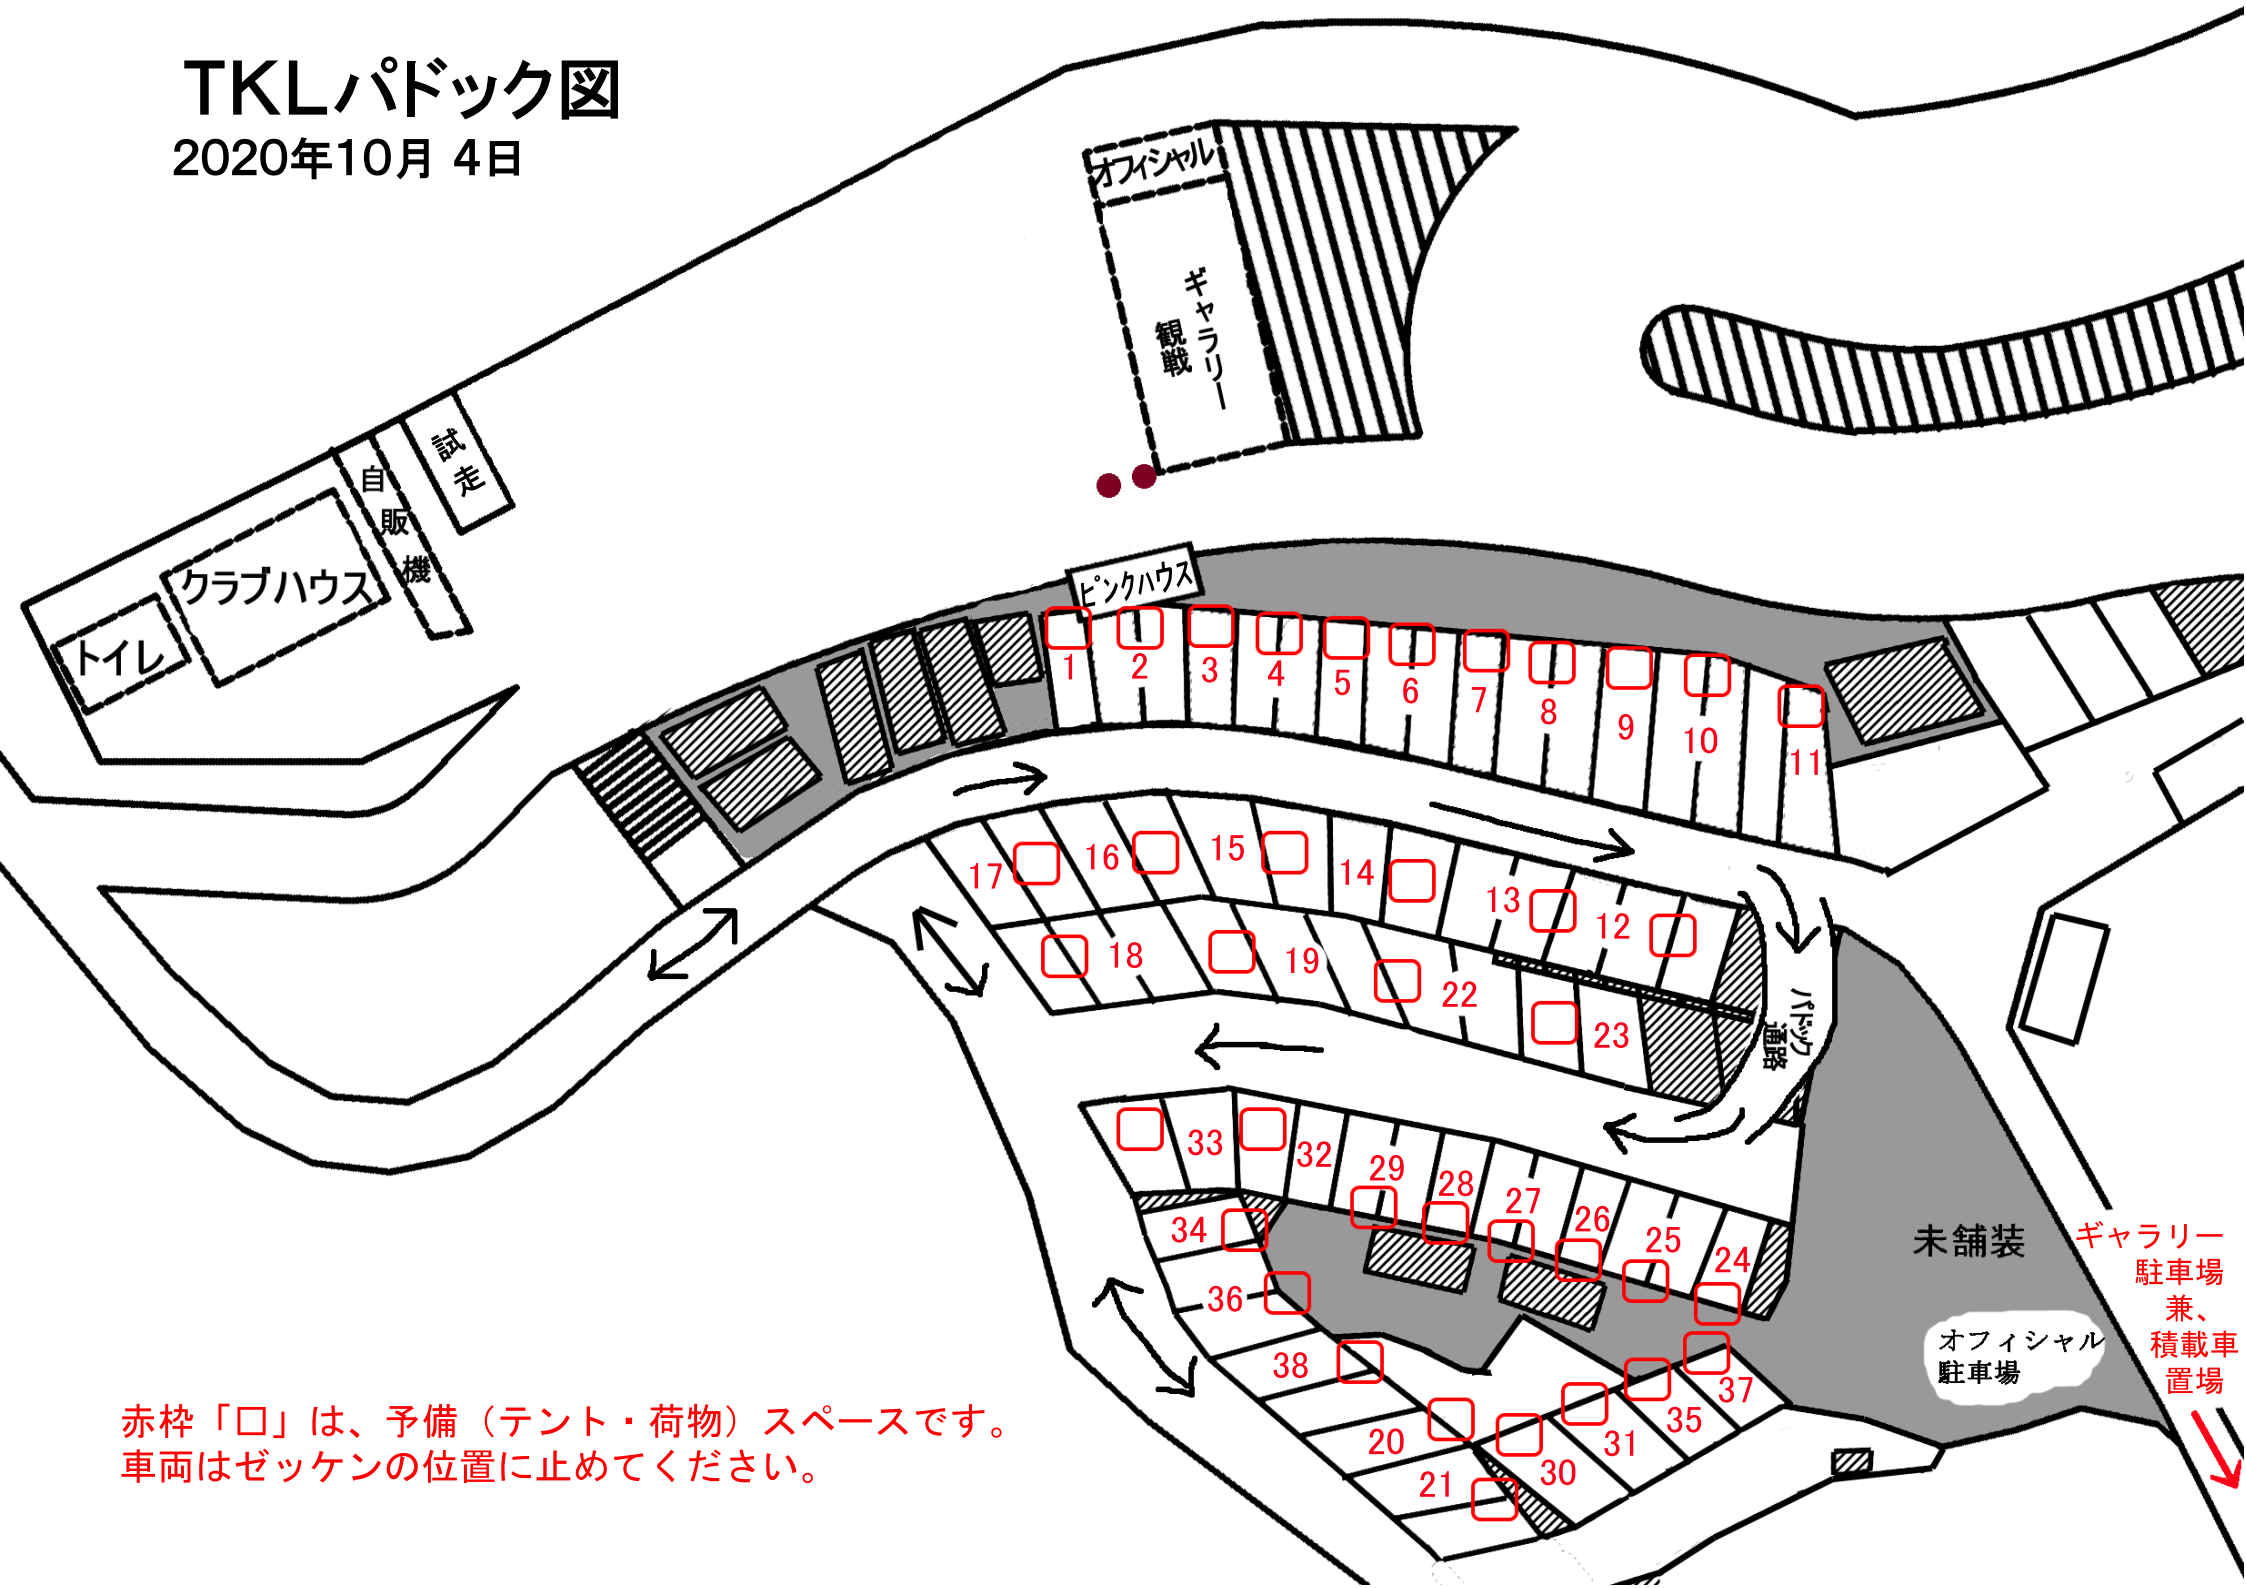 TKLパドック図
2020年10月 4日
オフィシャル
ギャラリー
観戦
試走
自販機
クラブハウス
トイレ
ピンクハウス
1
2
3
4
5
6
7
8
9
10
11
17
16
15
14
13
12
18
19
22
23
パドック
通路
33
32
29
28
27
26
25
24
34
36
38
20
21
30
31
35
37
未舗装
オフィシャル
駐車場
ギャラリー
駐車場
兼、
積載車
置場
赤枠「口」は、予備（テント・荷物）スペースです。
車両はゼッケンの位置に止めてください。